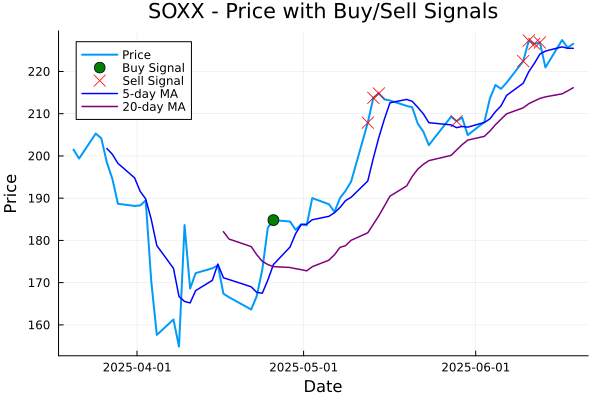 SOXX - Price with Buy/Sell Signals
Price
Buy Signal
Sell Signal
5-day MA
20-day MA
220
210
200
190
180
170
160
Price
2025-04-01
2025-05-01
2025-06-01
Date